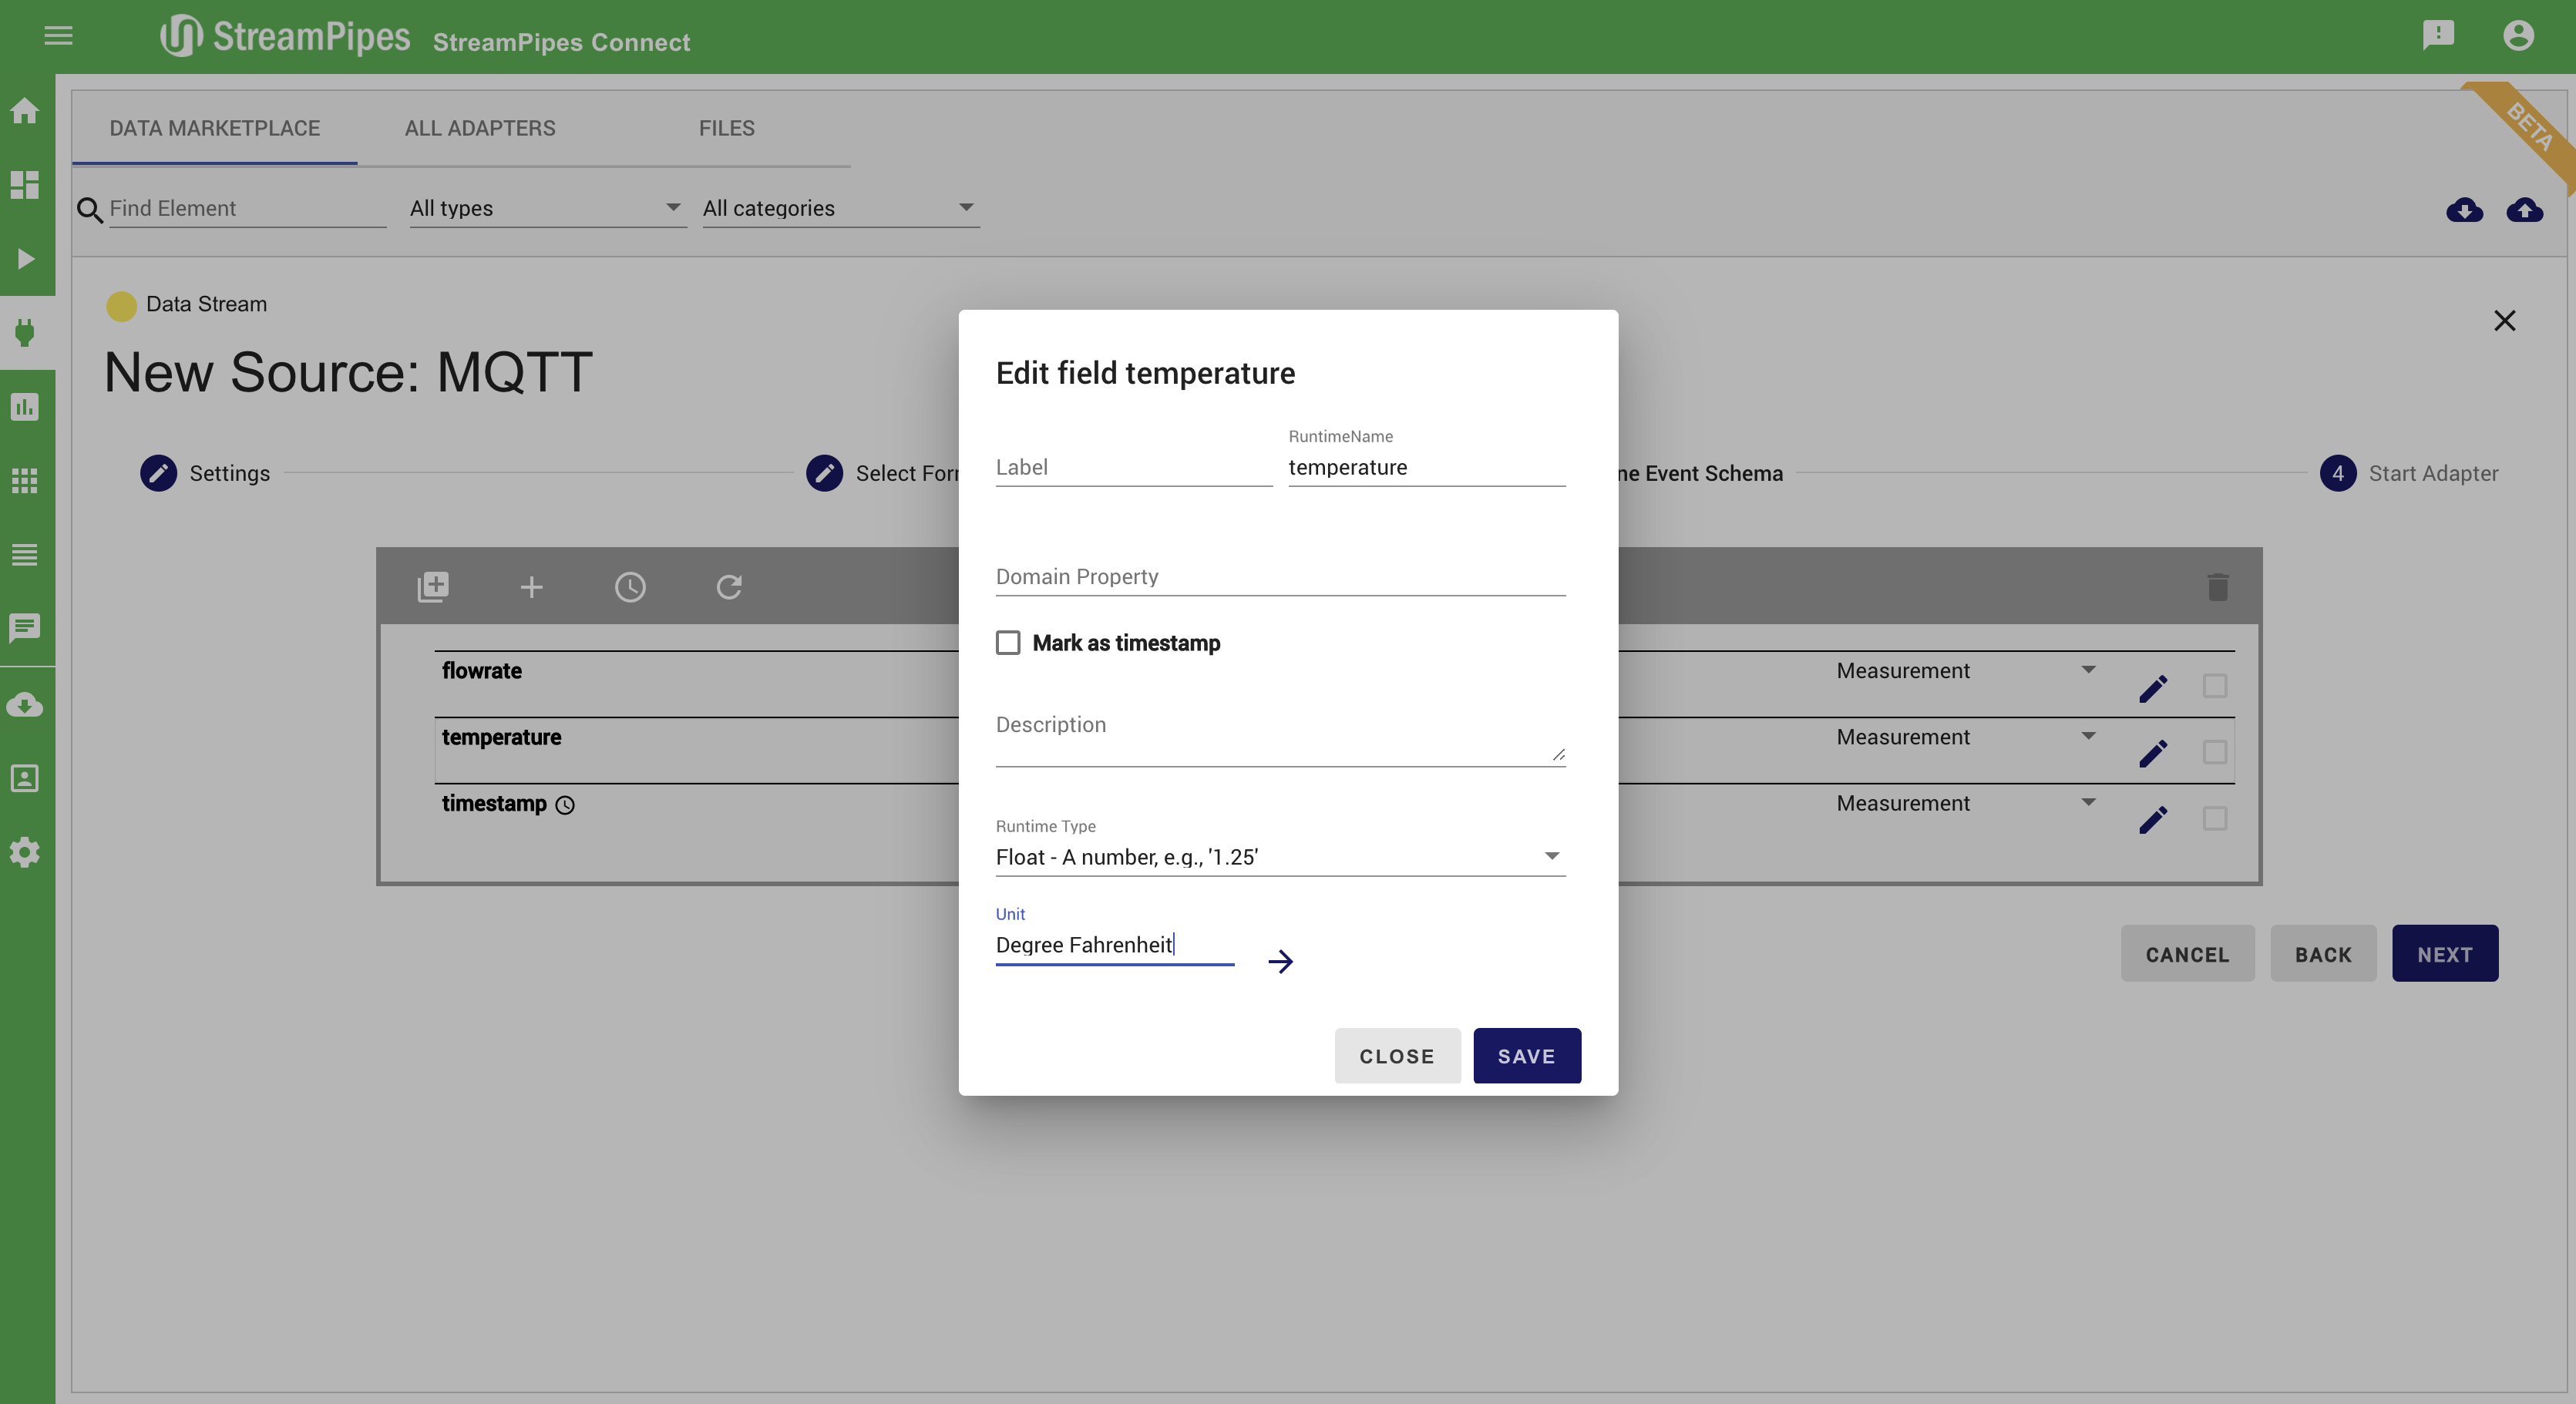 StreamPipes StreamPipes Connect
BETA
DATA MARKETPLACE ALL ADAPTERS FILES
Find Element All types All categories
Data Stream
New Source: MQTT
Settings Select For ne Event Schema 4 Start Adapter
flowrate Measurement
temperature Measurement
timestamp Measurement
CANCEL BACK NEXT
Edit field temperature
RuntimeName
Label temperature
Domain Property
Mark as timestamp
Description
Runtime Type
Float - A number, e.g., '1.25'
Unit
Degree Fahrenheit
CLOSE SAVE